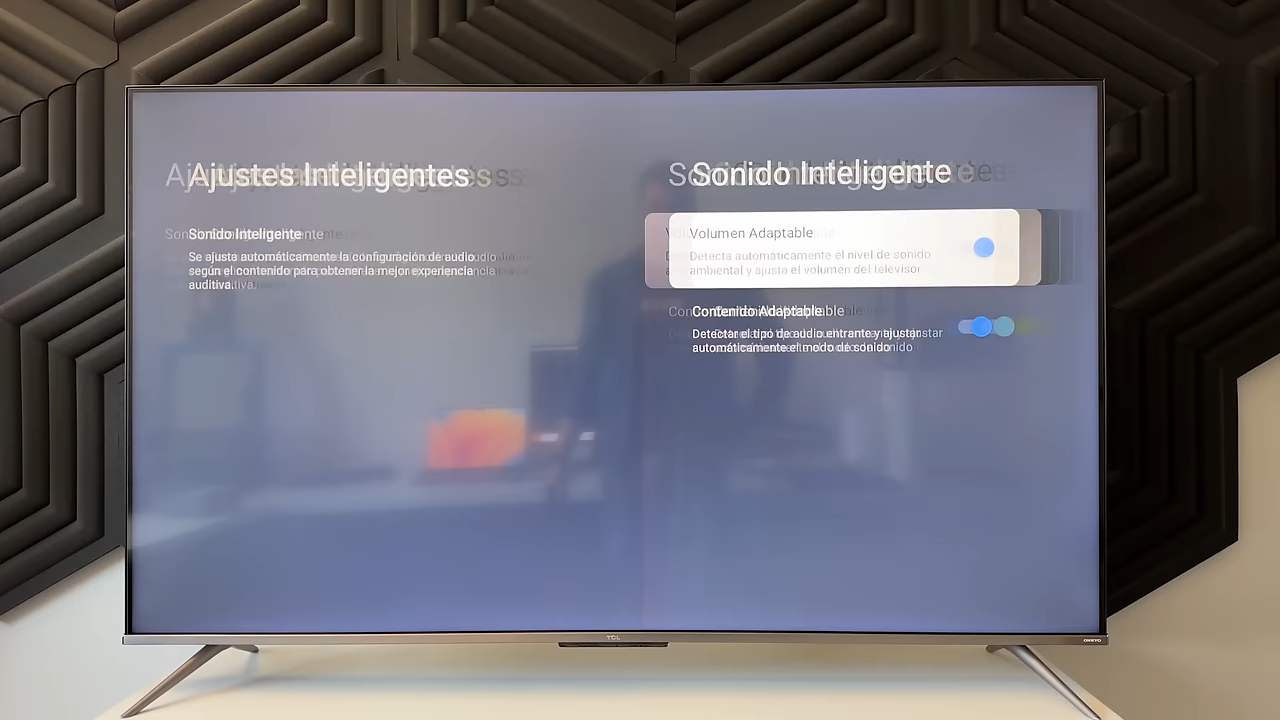 Ajustes Inteligentes
Sonido Inteligente
Se ajusta automáticamente la configuración de audio
según el contenido para obtener la mejor experiencia
auditiva.
Sonido Inteligente
Volumen Adaptable
Detecta automáticamente el nivel de sonido
ambiental y ajusta el volumen del televisor
Contenido Adaptable
Detectar el tipo de audio entrante y ajustar
automáticamente el modo de sonido
TCL
ONKYO